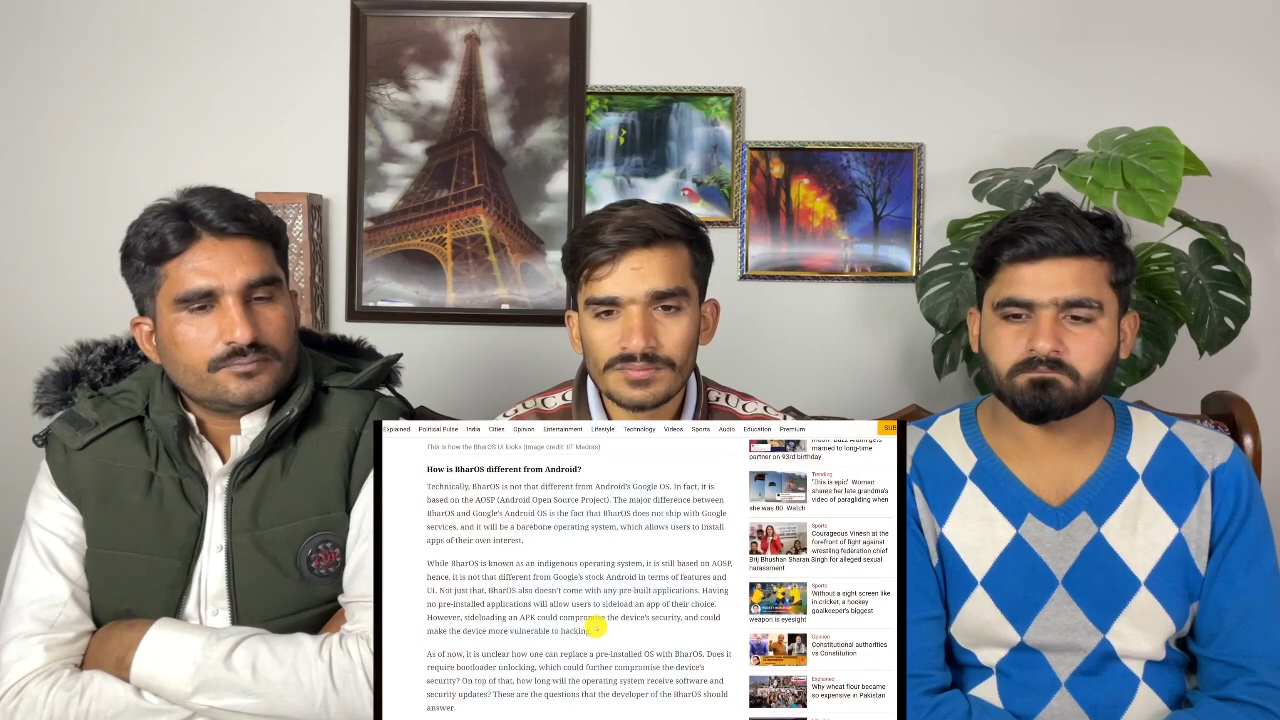 GUCC
GUCC
Explained Political Pulse India Cities Opinion Entertainment Lifestyle Technology Videos Sports Audio Education Premium SUB
This is how the BharOS UI looks (Image credit: IIT Madras)
How is BharOS different from Android?
Technically, BharOS is not that different from Android's Google OS. In fact, it is
based on the AOSP (Android Open Source Project). The major difference between
BharOS and Google's Android OS is the fact that BharOS does not ship with Google
services, and it will be a barebone operating system, which allows users to install
apps of their own interest.
While BharOS is known as an indigenous operating system, it is still based on AOSP,
hence, it is not that different from Google's stock Android in terms of features and
UI. Not just that, BharOS also doesn't come with any pre-built applications. Having
no pre-installed applications will allow users to sideload an app of their choice.
However, sideloading an APK could compromise the device's security, and could
make the device more vulnerable to hacking.
As of now, it is unclear how one can replace a pre-installed OS with BharOS. Does it
require bootloader unlocking, which could further compromise the device's
security? On top of that, how long will the operating system receive software and
security updates? These are the questions that the developer of the BharOS should
answer.
married to long-time
partner on 93rd birthday
Trending
'This is epic': Woman
shares her late grandma's
video of paragliding when
she was 80. Watch
Sports
Courageous Vinesh at the
forefront of fight against
wrestling federation chief
Brij Bhushan Sharan Singh for alleged sexual
harassment
Sports
Without a sight screen like
in cricket, a hockey
goalkeeper's biggest
weapon is eyesight
Opinion
Constitutional authorities
vs Constitution
Explained
Why wheat flour became
so expensive in Pakistan